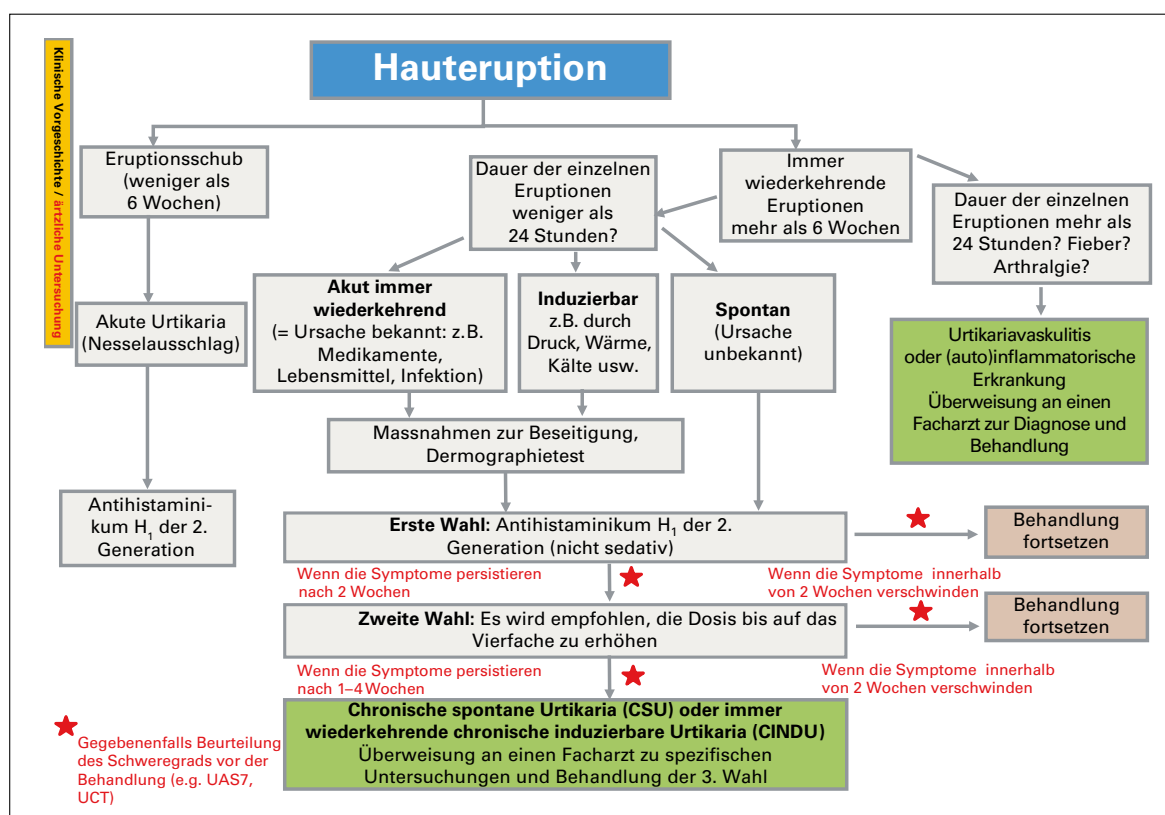 Hauteruption
Klinische Vorgeschichte / ärtzliche Untersuchung
Eruptionsschub
(weniger als
6 Wochen)
Dauer der einzelnen
Eruptionen
weniger als
24 Stunden?
Immer
wiederkehrende
Eruptionen
mehr als 6 Wochen
Dauer der einzelnen
Eruptionen mehr als
24 Stunden? Fieber?
Arthralgie?
Akute Urtikaria
(Nesselausschlag)
Akut immer
wiederkehrend
(= Ursache bekannt: z.B.
Medikamente,
Lebensmittel, Infektion)
Induzierbar
z.B. durch
Druck, Wärme,
Kälte usw.
Spontan
(Ursache
unbekannt)
Urtikariavaskulitis
oder (auto)inflammatorische
Erkrankung
Überweisung an einen
Facharzt zur Diagnose und
Behandlung
Massnahmen zur Beseitigung,
Dermographietest
Antihistamini-
kum H₁ der 2.
Generation
Erste Wahl: Antihistaminikum H₁ der 2.
Generation (nicht sedativ)
Behandlung
fortsetzen
Wenn die Symptome persistieren
nach 2 Wochen
Wenn die Symptome innerhalb
von 2 Wochen verschwinden
Zweite Wahl: Es wird empfohlen, die Dosis bis auf das
Vierfache zu erhöhen
Behandlung
fortsetzen
Wenn die Symptome persistieren
nach 1–4 Wochen
Wenn die Symptome innerhalb
von 2 Wochen verschwinden
Chronische spontane Urtikaria (CSU) oder immer
wiederkehrende chronische induzierbare Urtikaria (CINDU)
Überweisung an einen Facharzt zu spezifischen
Untersuchungen und Behandlung der 3. Wahl
Gegebenenfalls Beurteilung
des Schweregrads vor der
Behandlung (e.g. UAS7,
UCT)